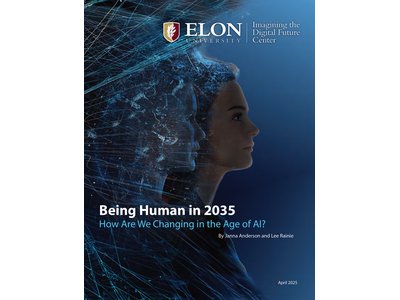 ELON
UNIVERSITY
Imagining the
Digital Future
Center
Being Human in 2035
How Are We Changing in the Age of AI?
By Janna Anderson and Lee Rainie
April 2025